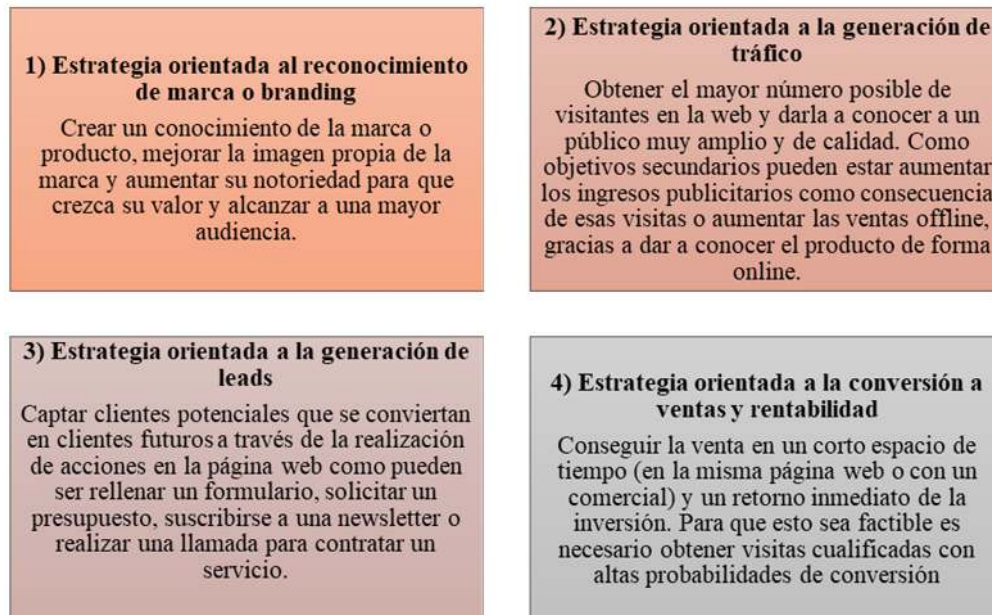 1) Estrategia orientada al reconocimiento
de marca o branding
Crear un conocimiento de la marca o
producto, mejorar la imagen propia de la
marca y aumentar su notoriedad para que
crezca su valor y alcanzar a una mayor
audiencia.
2) Estrategia orientada a la generación de
tráfico
Obtener el mayor número posible de
visitantes en la web y darla a conocer a un
público muy amplio y de calidad. Como
objetivos secundarios pueden estar aumentar
los ingresos publicitarios como consecuencia
de esas visitas o aumentar las ventas offline,
gracias a dar a conocer el producto de forma
online.
3) Estrategia orientada a la generación de
leads
Captar clientes potenciales que se conviertan
en clientes futuros a través de la realización
de acciones en la página web como pueden
ser rellenar un formulario, solicitar un
presupuesto, suscribirse a una newsletter o
realizar una llamada para contratar un
servicio.
4) Estrategia orientada a la conversión a
ventas y rentabilidad
Conseguir la venta en un corto espacio de
tiempo (en la misma página web o con un
comercial) y un retorno inmediato de la
inversión. Para que esto sea factible es
necesario obtener visitas cualificadas con
altas probabilidades de conversión